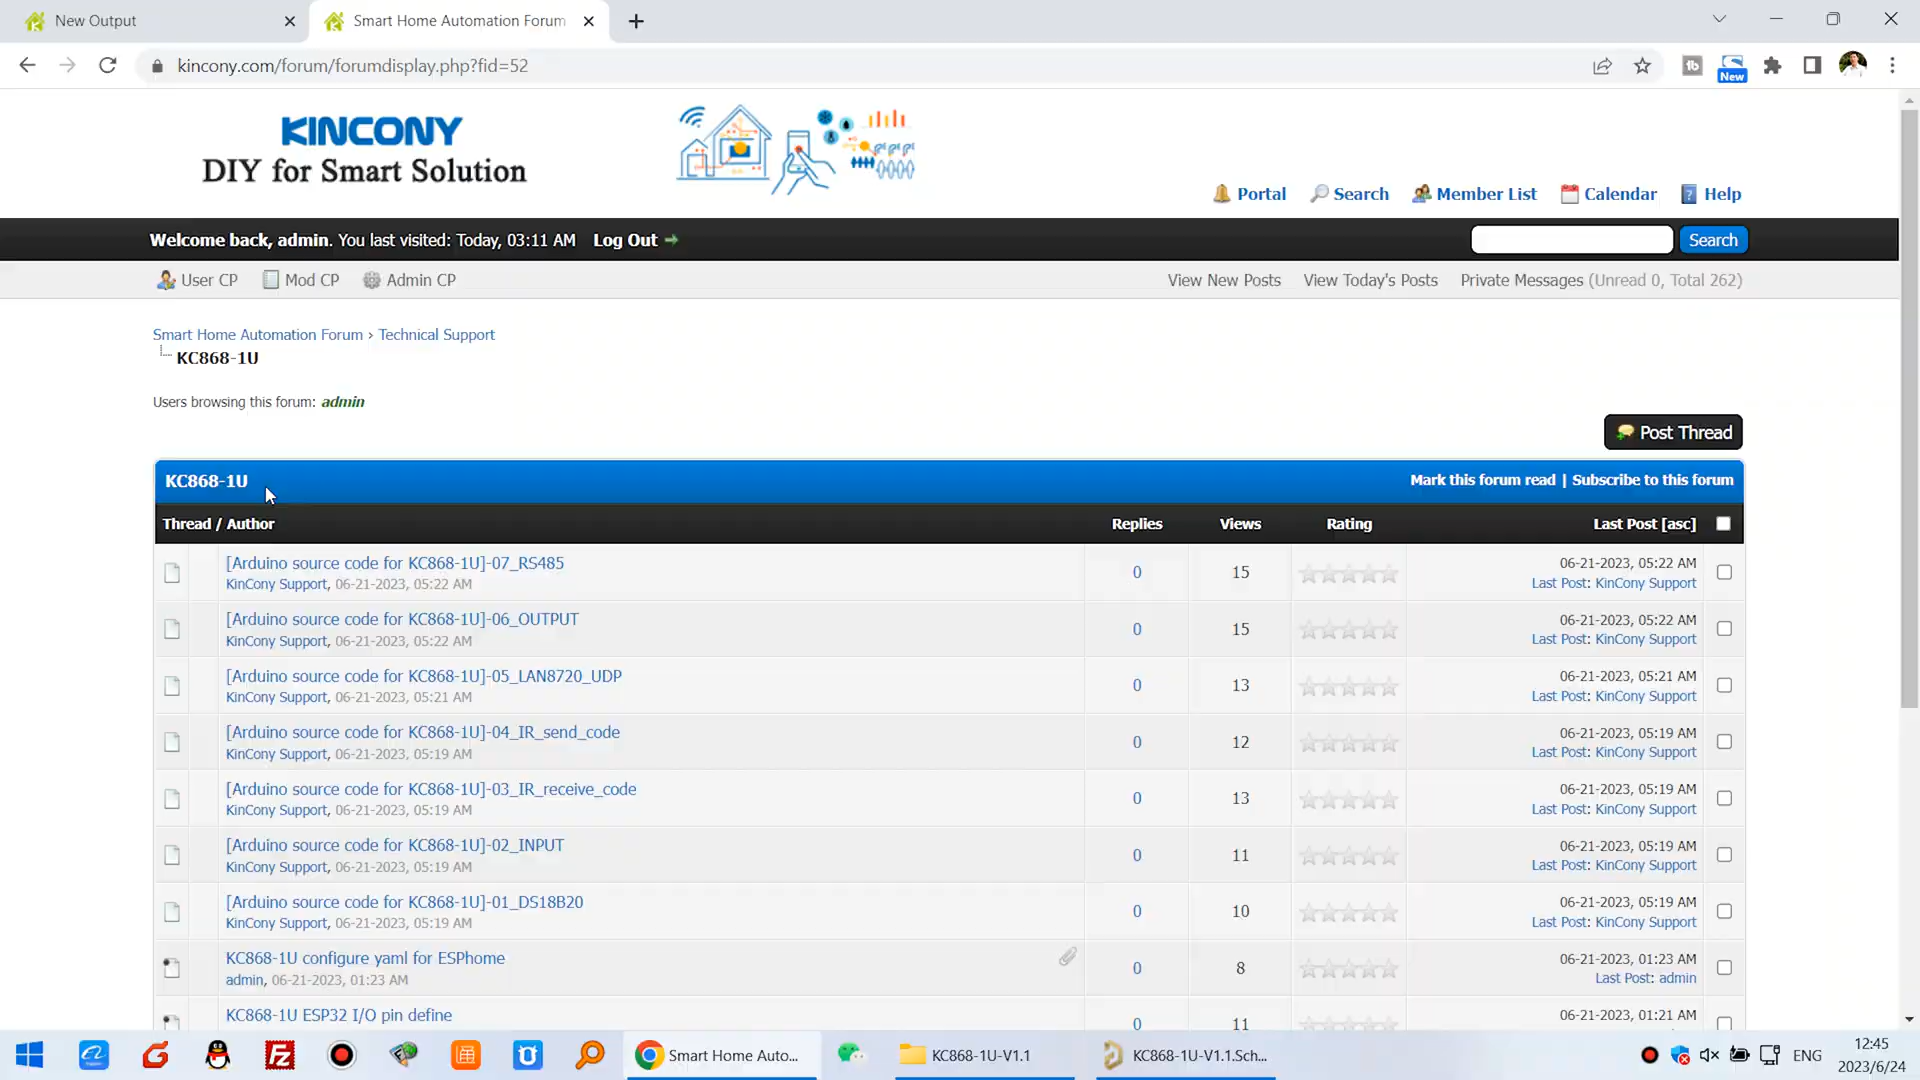 New Output
Smart Home Automation Forum
kincony.com/forum/forumdisplay.php?fid=52
New
KINCONY
DIY for Smart Solution
Portal Search Member List Calendar Help
Welcome back, admin. You last visited: Today, 03:11 AM Log Out
Search
User CP Mod CP Admin CP
View New Posts View Today's Posts Private Messages (Unread 0, Total 262)
Smart Home Automation Forum › Technical Support
KC868-1U
Users browsing this forum: admin
Post Thread
KC868-1U
Mark this forum read | Subscribe to this forum
Thread / Author Replies Views Rating Last Post [asc]
[Arduino source code for KC868-1U]-07_RS485
KinCony Support, 06-21-2023, 05:22 AM
0 15
06-21-2023, 05:22 AM
Last Post: KinCony Support
[Arduino source code for KC868-1U]-06_OUTPUT
KinCony Support, 06-21-2023, 05:22 AM
0 15
06-21-2023, 05:22 AM
Last Post: KinCony Support
[Arduino source code for KC868-1U]-05_LAN8720_UDP
KinCony Support, 06-21-2023, 05:21 AM
0 13
06-21-2023, 05:21 AM
Last Post: KinCony Support
[Arduino source code for KC868-1U]-04_IR_send_code
KinCony Support, 06-21-2023, 05:19 AM
0 12
06-21-2023, 05:19 AM
Last Post: KinCony Support
[Arduino source code for KC868-1U]-03_IR_receive_code
KinCony Support, 06-21-2023, 05:19 AM
0 13
06-21-2023, 05:19 AM
Last Post: KinCony Support
[Arduino source code for KC868-1U]-02_INPUT
KinCony Support, 06-21-2023, 05:19 AM
0 11
06-21-2023, 05:19 AM
Last Post: KinCony Support
[Arduino source code for KC868-1U]-01_DS18B20
KinCony Support, 06-21-2023, 05:19 AM
0 10
06-21-2023, 05:19 AM
Last Post: KinCony Support
KC868-1U configure yaml for ESPhome
admin, 06-21-2023, 01:23 AM
0 8
06-21-2023, 01:23 AM
Last Post: admin
KC868-1U ESP32 I/O pin define
0 11
06-21-2023, 01:21 AM
Smart Home Auto...
KC868-1U-V1.1
KC868-1U-V1.1.Sch...
ENG
12:45
2023/6/24